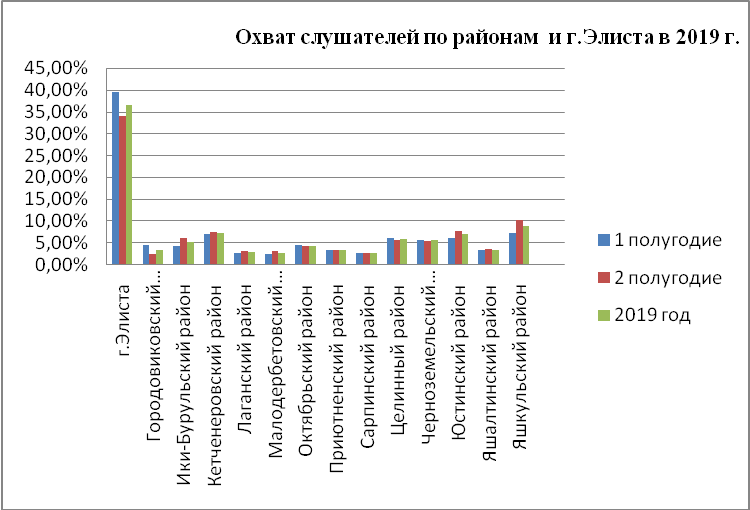 Охват слушателей по районам и г.Элиста в 2019 г.
45,00%
40,00%
35,00%
30,00%
25,00%
20,00%
15,00%
10,00%
5,00%
0,00%
г.Элиста
Городовиковский...
Ики-Бурульский район
Кетченеровский район
Лаганский район
Малодербетовский...
Октябрьский район
Приютненский район
Сарпинский район
Целинный район
Черноземельский...
Юстинский район
Яшалтинский район
Яшкульский район
1 полугодие
2 полугодие
2019 год